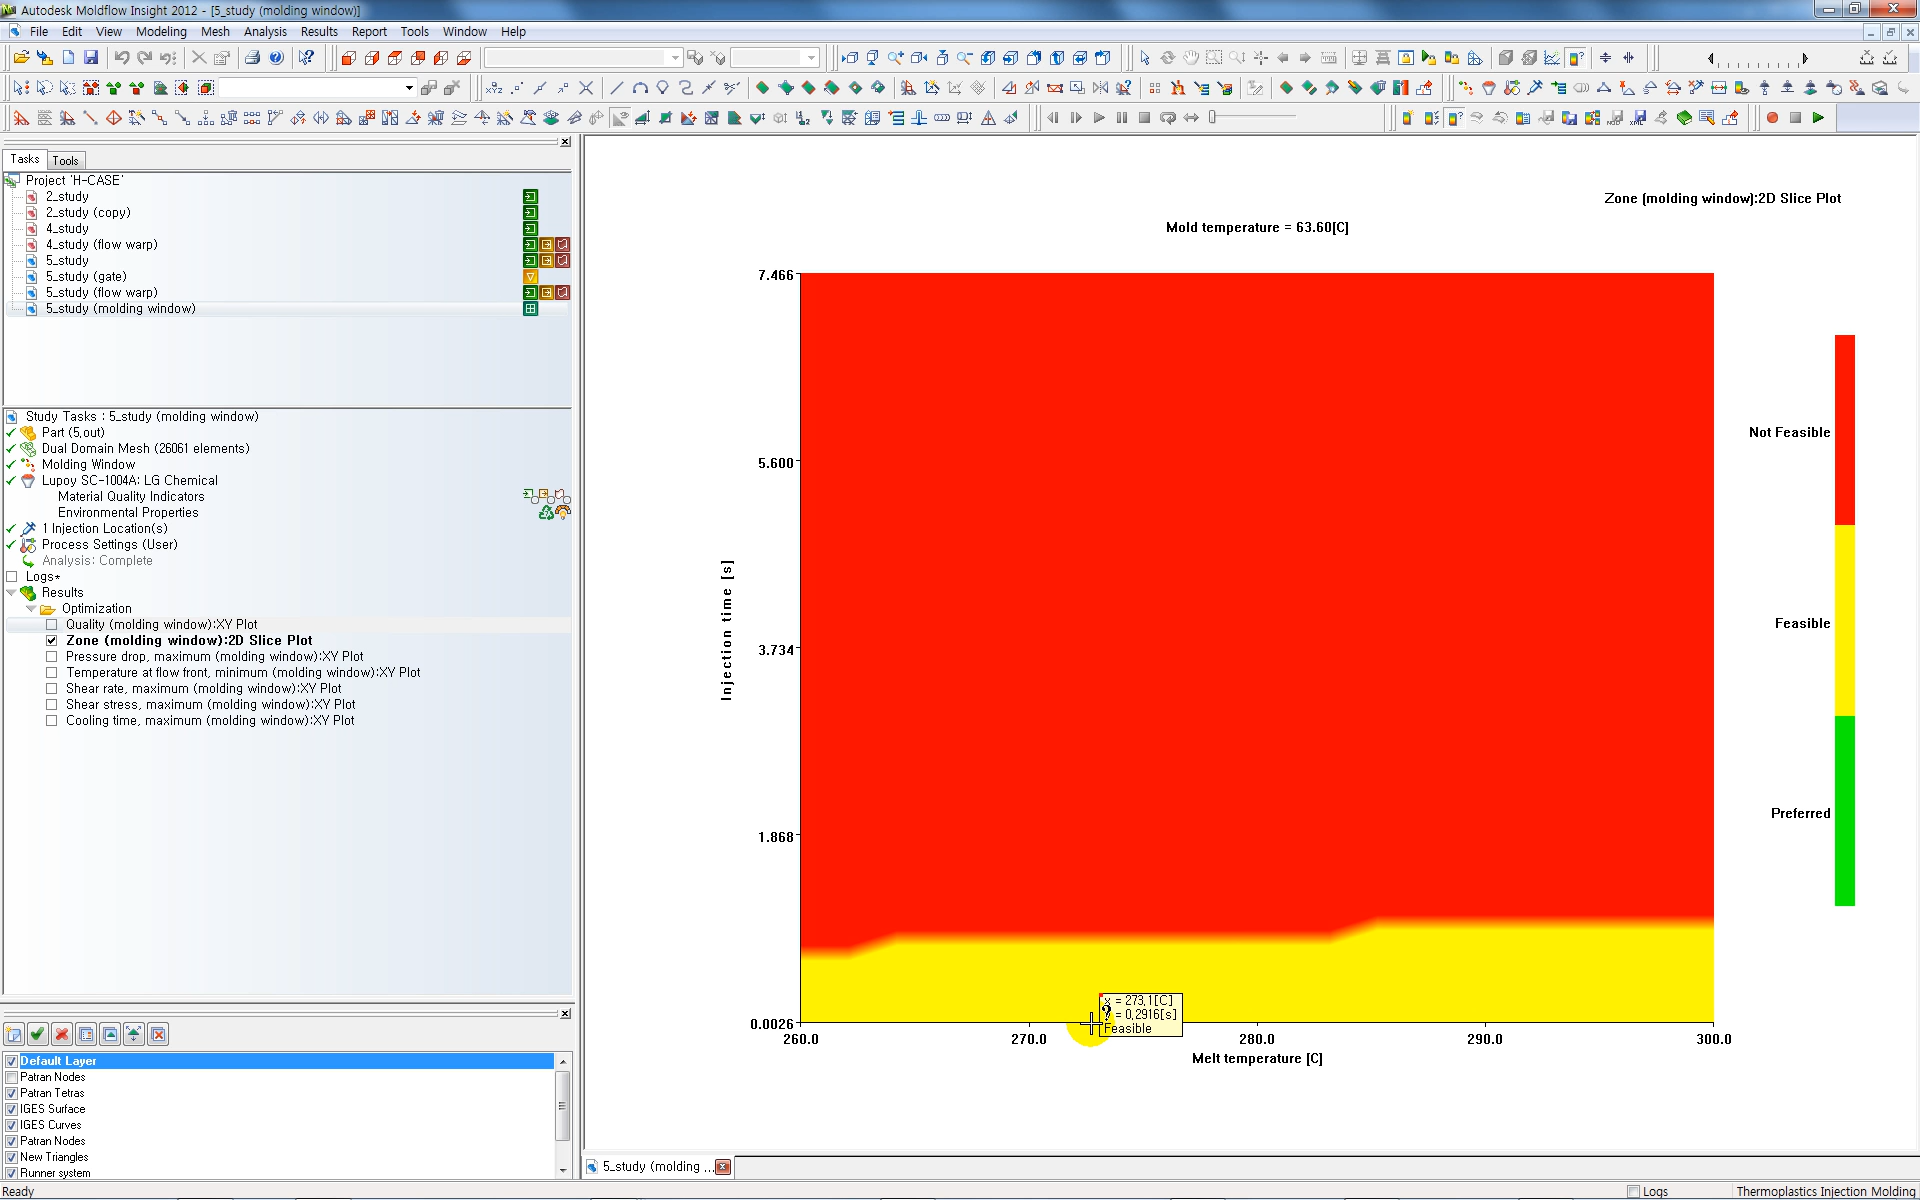 Autodesk Moldflow Insight 2012 - [5_study (molding window)]
File Edit View Modeling Mesh Analysis Results Report Tools Window Help
Tasks Tools
Project 'H-CASE'
2_study
2_study (copy)
4_study
4_study (flow warp)
5_study
5_study (gate)
5_study (flow warp)
5_study (molding window)
Study Tasks : 5_study (molding window)
Part (5.out)
Dual Domain Mesh (26061 elements)
Molding Window
Lupoy SC-1004A: LG Chemical
Material Quality Indicators
Environmental Properties
1 Injection Location(s)
Process Settings (User)
Analysis: Complete
Logs*
Results
Optimization
Quality (molding window):XY Plot
Zone (molding window):2D Slice Plot
Pressure drop, maximum (molding window):XY Plot
Temperature at flow front, minimum (molding window):XY Plot
Shear rate, maximum (molding window):XY Plot
Shear stress, maximum (molding window):XY Plot
Cooling time, maximum (molding window):XY Plot
Default Layer
Patran Nodes
Patran Tetras
IGES Surface
IGES Curves
Patran Nodes
New Triangles
Runner system
Zone (molding window):2D Slice Plot
Mold temperature = 63.60[C]
7.466
5.600
3.734
1.868
0.0026
Injection time [s]
260.0 270.0 280.0 290.0 300.0
Melt temperature [C]
x = 273,1[C]
= 0,2916[s]
Feasible
Not Feasible
Feasible
Preferred
5_study (molding ...
Ready
Logs
Thermoplastics Injection Molding